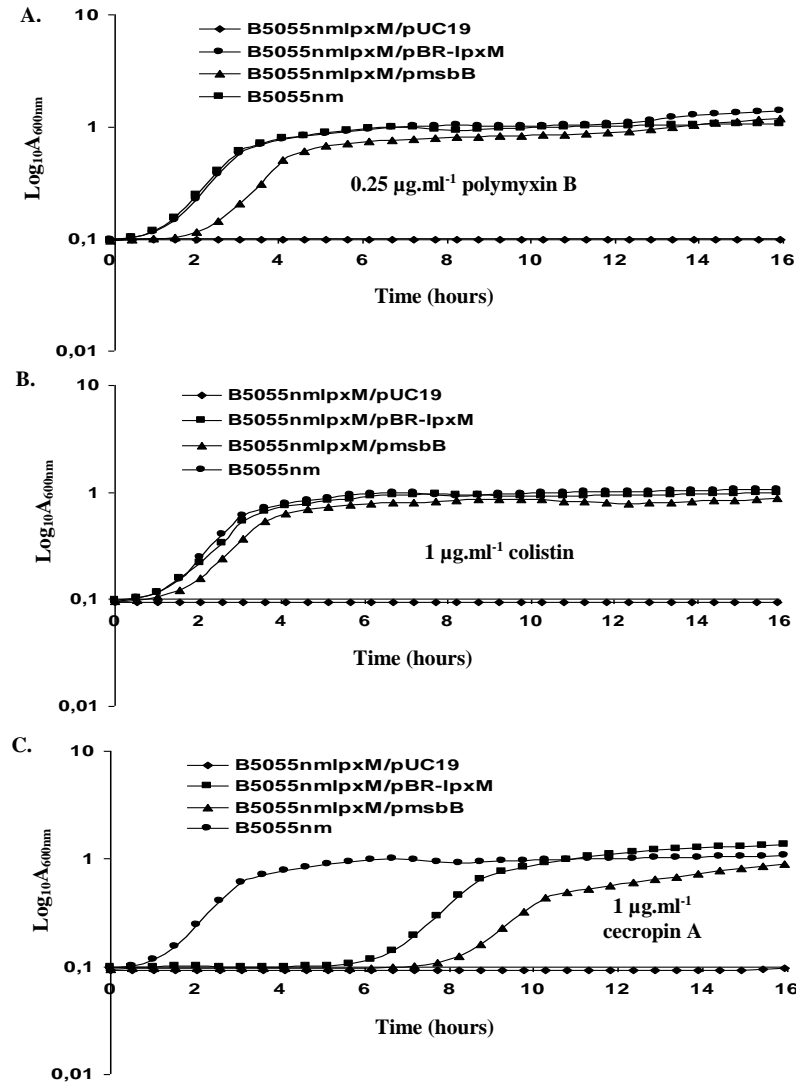 A.
10
B5055nmlpxM/pUC19
B5055nmlpxM/pBR-lpxM
B5055nmlpxM/pmsbB
B5055nm
1
Log10A600nm
0.25 µg.ml-1 polymyxin B
0,1
0 2 4 6 8 10 12 14 16
Time (hours)
0,01
B.
10
B5055nmlpxM/pUC19
B5055nmlpxM/pBR-lpxM
B5055nmlpxM/pmsbB
B5055nm
1
Log10A600nm
1 µg.ml-1 colistin
0,1
0 2 4 6 8 10 12 14 16
Time (hours)
0,01
C.
10
B5055nmlpxM/pUC19
B5055nmlpxM/pBR-lpxM
B5055nmlpxM/pmsbB
B5055nm
1
Log10A600nm
1 µg.ml-1
cecropin A
0,1
0 2 4 6 8 10 12 14 16
Time (hours)
0,01